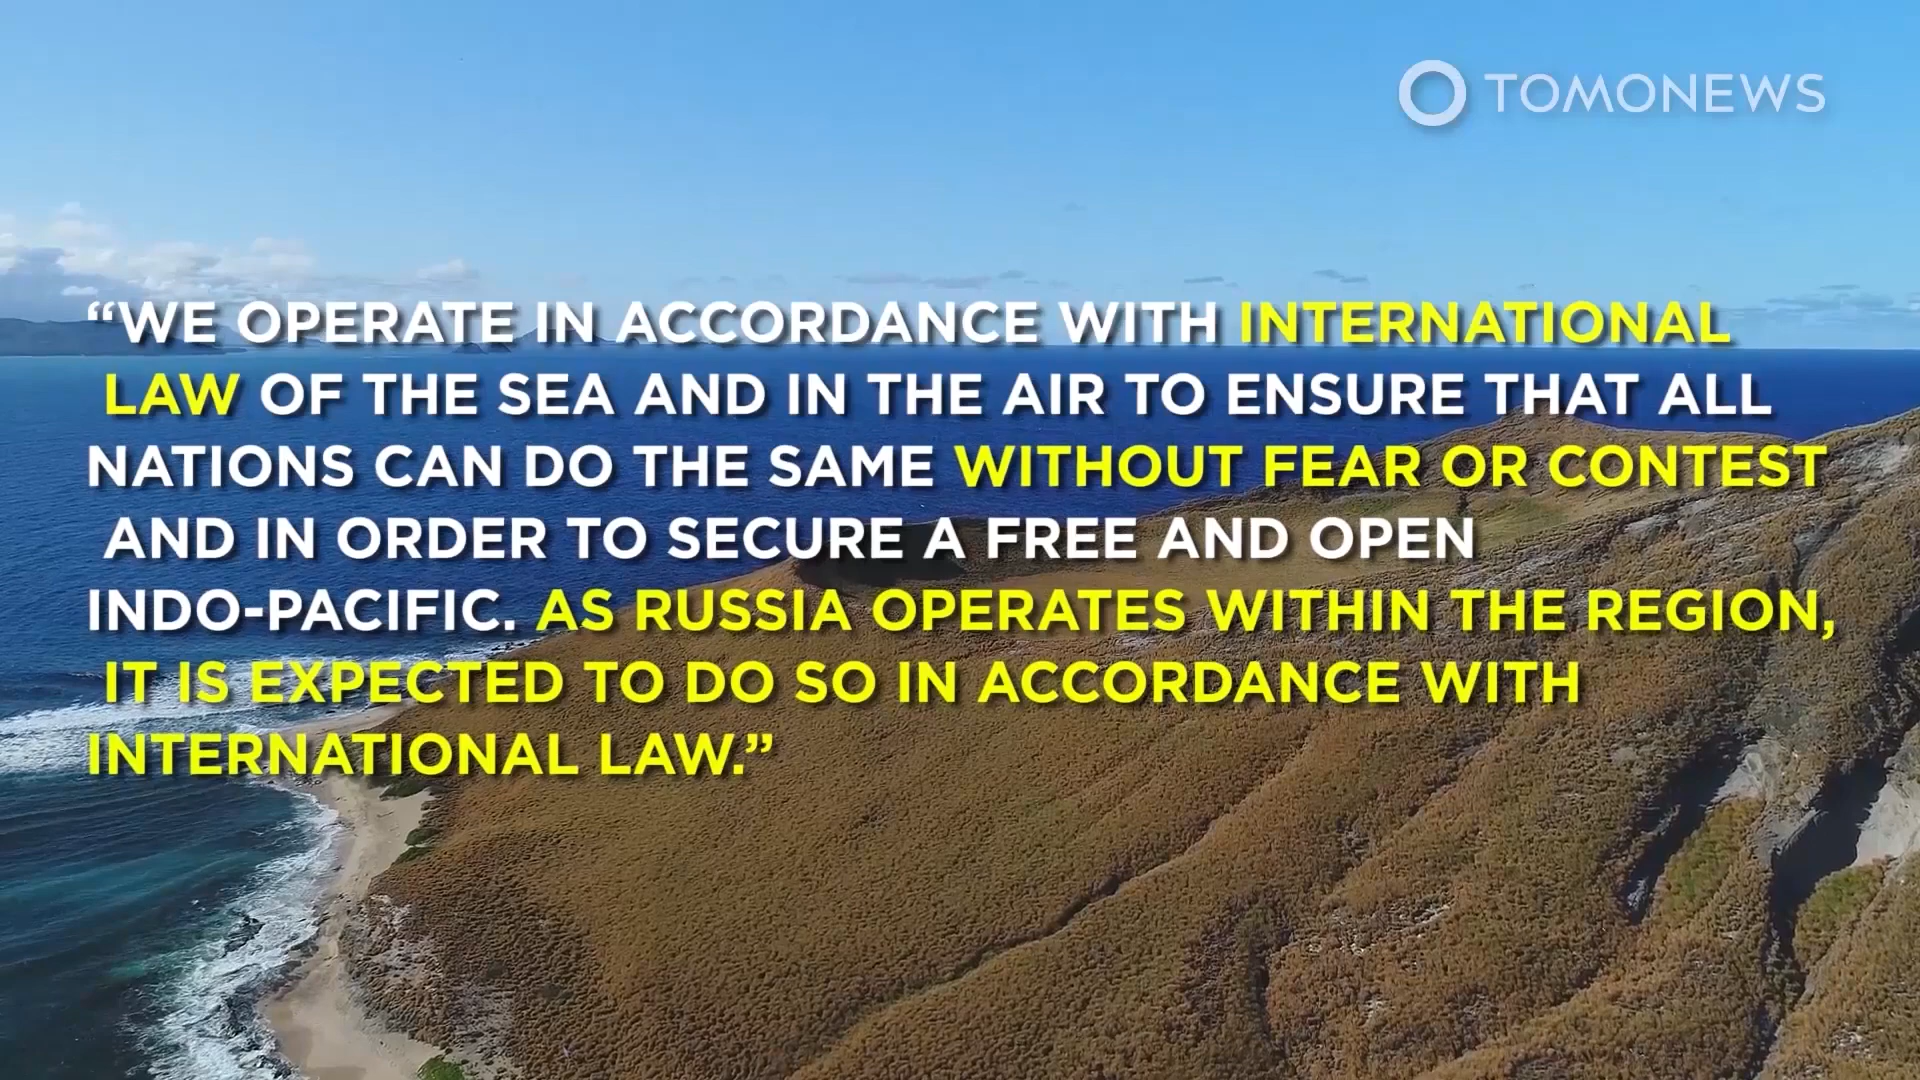 TOMONEWS
“WE OPERATE IN ACCORDANCE WITH INTERNATIONAL
LAW OF THE SEA AND IN THE AIR TO ENSURE THAT ALL
NATIONS CAN DO THE SAME WITHOUT FEAR OR CONTEST
AND IN ORDER TO SECURE A FREE AND OPEN
INDO-PACIFIC. AS RUSSIA OPERATES WITHIN THE REGION,
IT IS EXPECTED TO DO SO IN ACCORDANCE WITH
INTERNATIONAL LAW.”